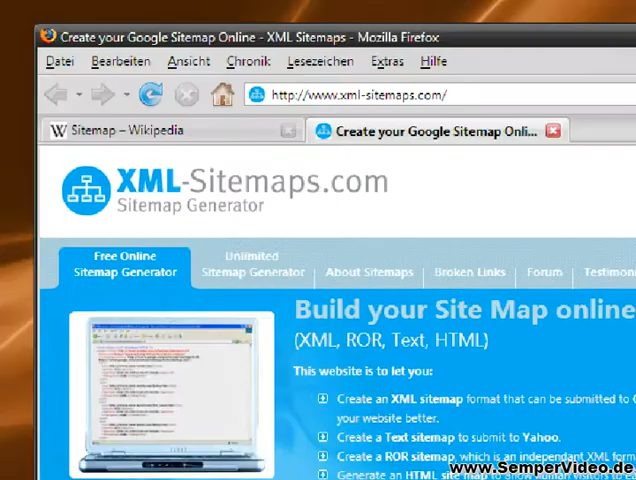 Create your Google Sitemap Online - XML Sitemaps - Mozilla Firefox
Datei Bearbeiten Ansicht Chronik Lesezeichen Extras Hilfe
http://www.xml-sitemaps.com/
W Sitemap – Wikipedia
Create your Google Sitemap Onli...
XML-Sitemaps.com
Sitemap Generator
Free Online
Sitemap Generator
Unlimited
Sitemap Generator
About Sitemaps
Broken Links
Forum
Testimon
Build your Site Map online
(XML, ROR, Text, HTML)
This website is to let you:
Create an XML sitemap format that can be submitted to G
your website better.
Create a Text sitemap to submit to Yahoo.
Create a ROR sitemap, which is an independant XML form
Generate an HTML site map to
www.SemperVideo.de